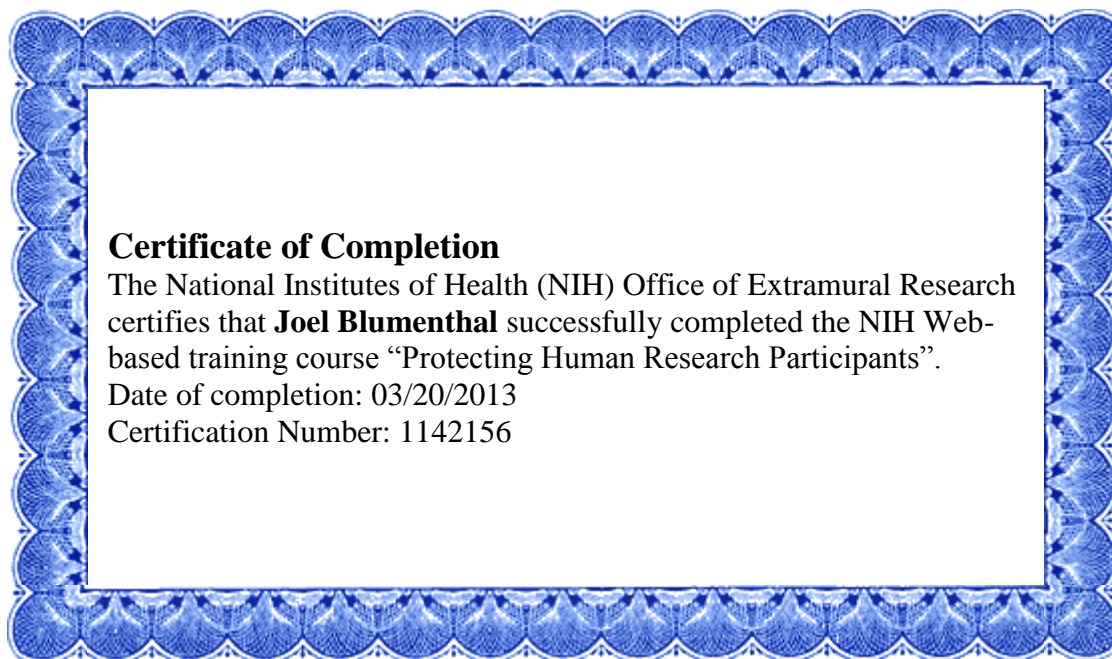 Certificate of Completion
The National Institutes of Health (NIH) Office of Extramural Research
certifies that Joel Blumenthal successfully completed the NIH Web-
based training course “Protecting Human Research Participants”.
Date of completion: 03/20/2013
Certification Number: 1142156